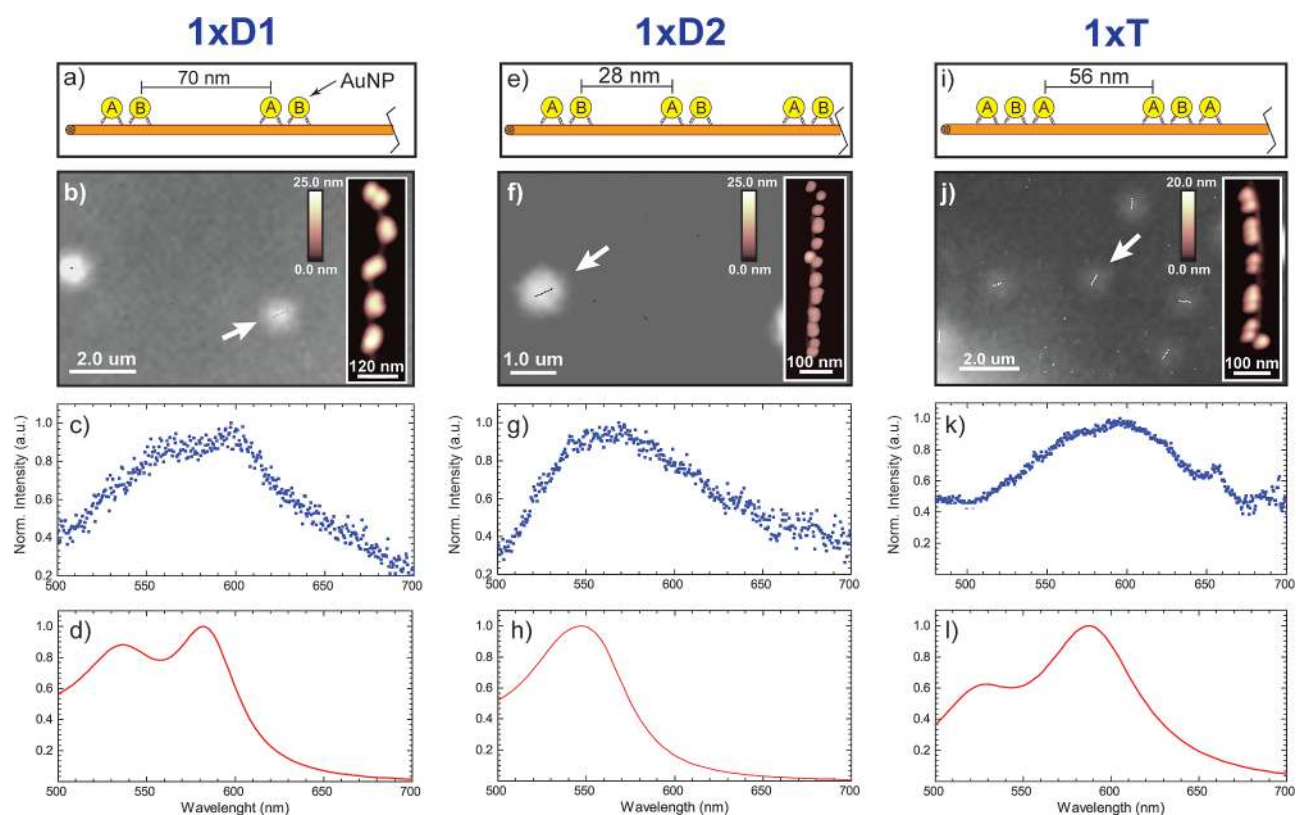 1xD1
1xD2
1xT
a)
70 nm
AuNP
A
B
A
B
e)
28 nm
A
B
A
B
A
B
i)
56 nm
A
B
A
A
B
A
b)
25.0 nm
0.0 nm
2.0 um
120 nm
f)
25.0 nm
0.0 nm
1.0 um
100 nm
j)
20.0 nm
0.0 nm
2.0 um
100 nm
c)
Norm. Intensity (a.u.)
1.0
0.8
0.6
0.4
0.2
500 550 600 650 700
g)
Norm. Intensity (a.u.)
1.0
0.8
0.6
0.4
0.2
500 550 600 650 700
k)
Norm. Intensity (a.u.)
1.0
0.8
0.6
0.4
0.2
500 550 600 650 700
d)
1.0
0.8
0.6
0.4
0.2
500 550 600 650 700
Wavelenght (nm)
h)
1.0
0.8
0.6
0.4
0.2
500 550 600 650 700
Wavelength (nm)
l)
1.0
0.8
0.6
0.4
0.2
500 550 600 650 700
Wavelength (nm)